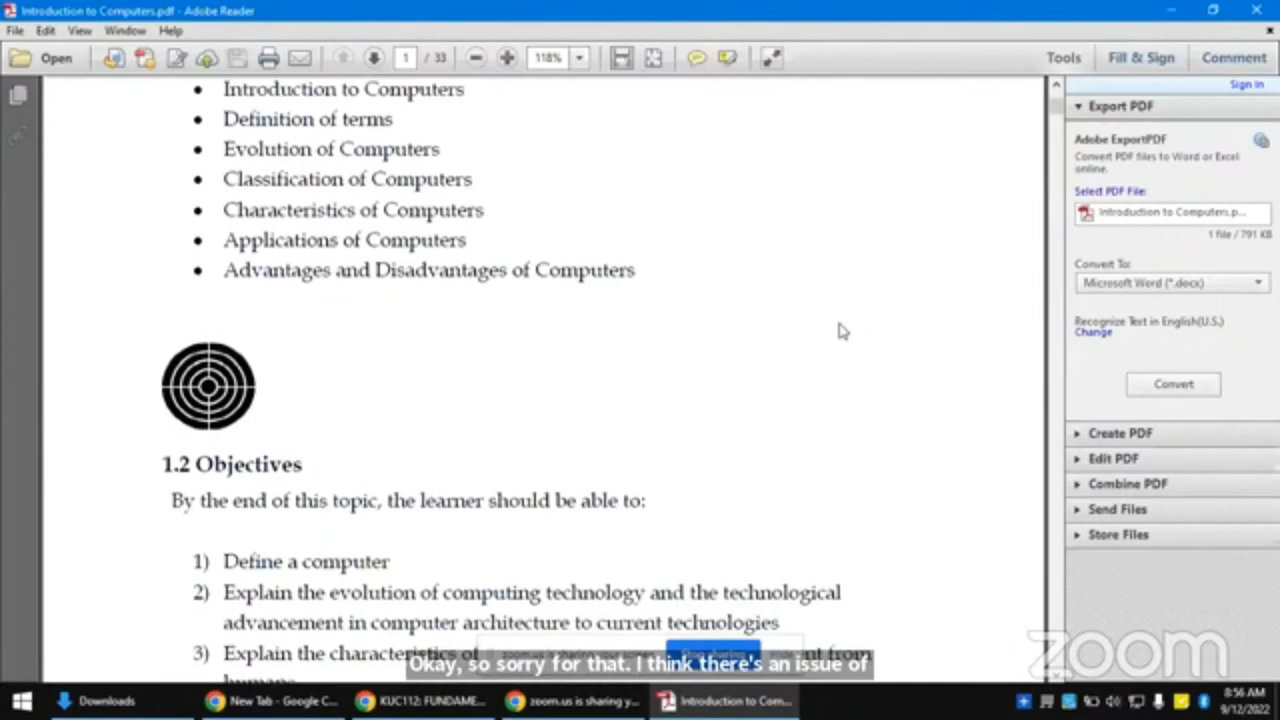 Introduction to Computers.pdf - Adobe Reader
File Edit View Window Help
Open 1 / 33 118% Tools Fill & Sign Comment
Sign In
• Introduction to Computers
• Definition of terms
• Evolution of Computers
• Classification of Computers
• Characteristics of Computers
• Applications of Computers
• Advantages and Disadvantages of Computers
1.2 Objectives
By the end of this topic, the learner should be able to:
1) Define a computer
2) Explain the evolution of computing technology and the technological
advancement in computer architecture to current technologies
3) Explain the characteristics of
from
Okay, so sorry for that. I think there's an issue of
Export PDF
Adobe ExportPDF
Convert PDF files to Word or Excel
online.
Select PDF File:
Introduction to Computers.p...
1 file / 791 KB
Convert To:
Microsoft Word (*.docx)
Recognize Text in English(U.S.)
Change
Convert
Create PDF
Edit PDF
Combine PDF
Send Files
Store Files
zoom
Downloads New Tab - Google C... KUC112: FUNDAME... zoom.us is sharing y... Introduction to Com...
8:56 AM
9/12/2022